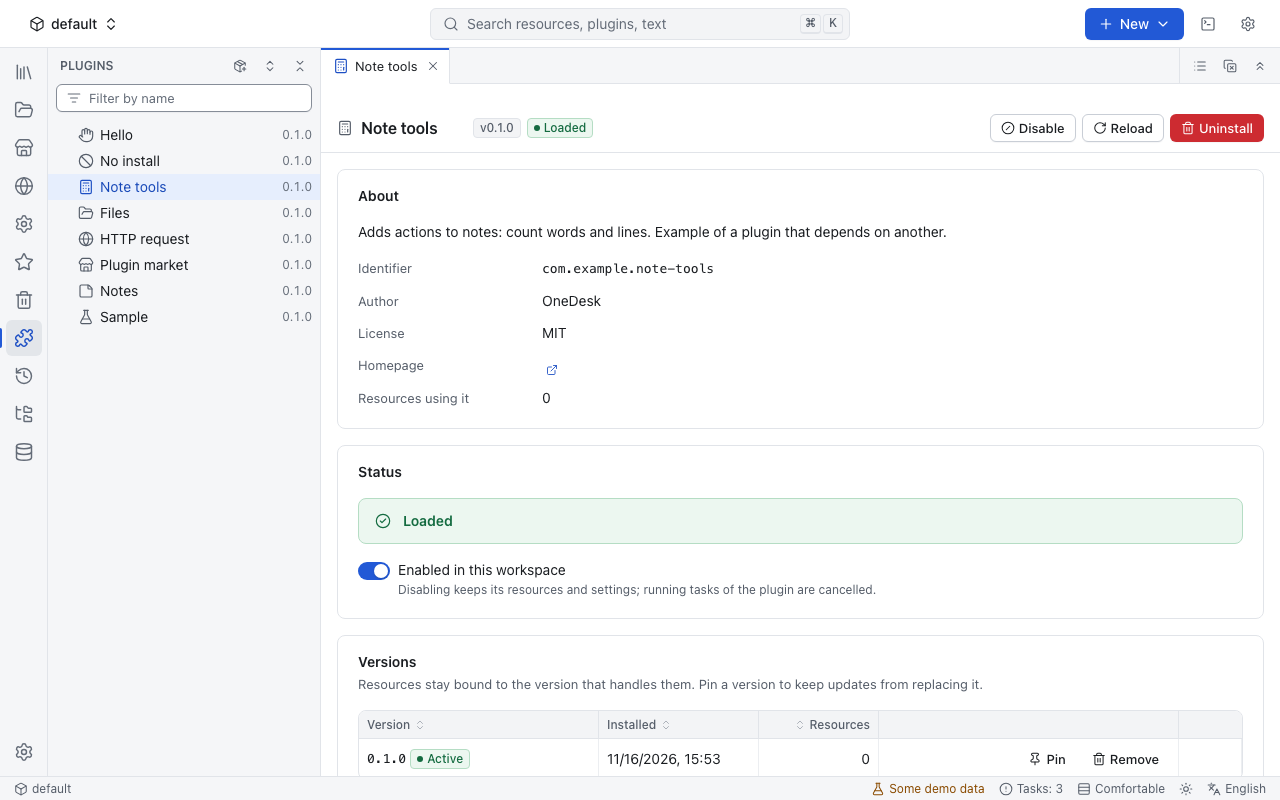 default
Search resources, plugins, text
⌘ K
New
PLUGINS
Filter by name
Hello 0.1.0
No install 0.1.0
Note tools 0.1.0
Files 0.1.0
HTTP request 0.1.0
Plugin market 0.1.0
Notes 0.1.0
Sample 0.1.0
Note tools
Note tools v0.1.0 Loaded
Disable Reload Uninstall
About
Adds actions to notes: count words and lines. Example of a plugin that depends on another.
Identifier com.example.note-tools
Author OneDesk
License MIT
Homepage
Resources using it 0
Status
Loaded
Enabled in this workspace
Disabling keeps its resources and settings; running tasks of the plugin are cancelled.
Versions
Resources stay bound to the version that handles them. Pin a version to keep updates from replacing it.
Version Installed Resources
0.1.0 Active 11/16/2026, 15:53 0 Pin Remove
default
Some demo data Tasks: 3 Comfortable English